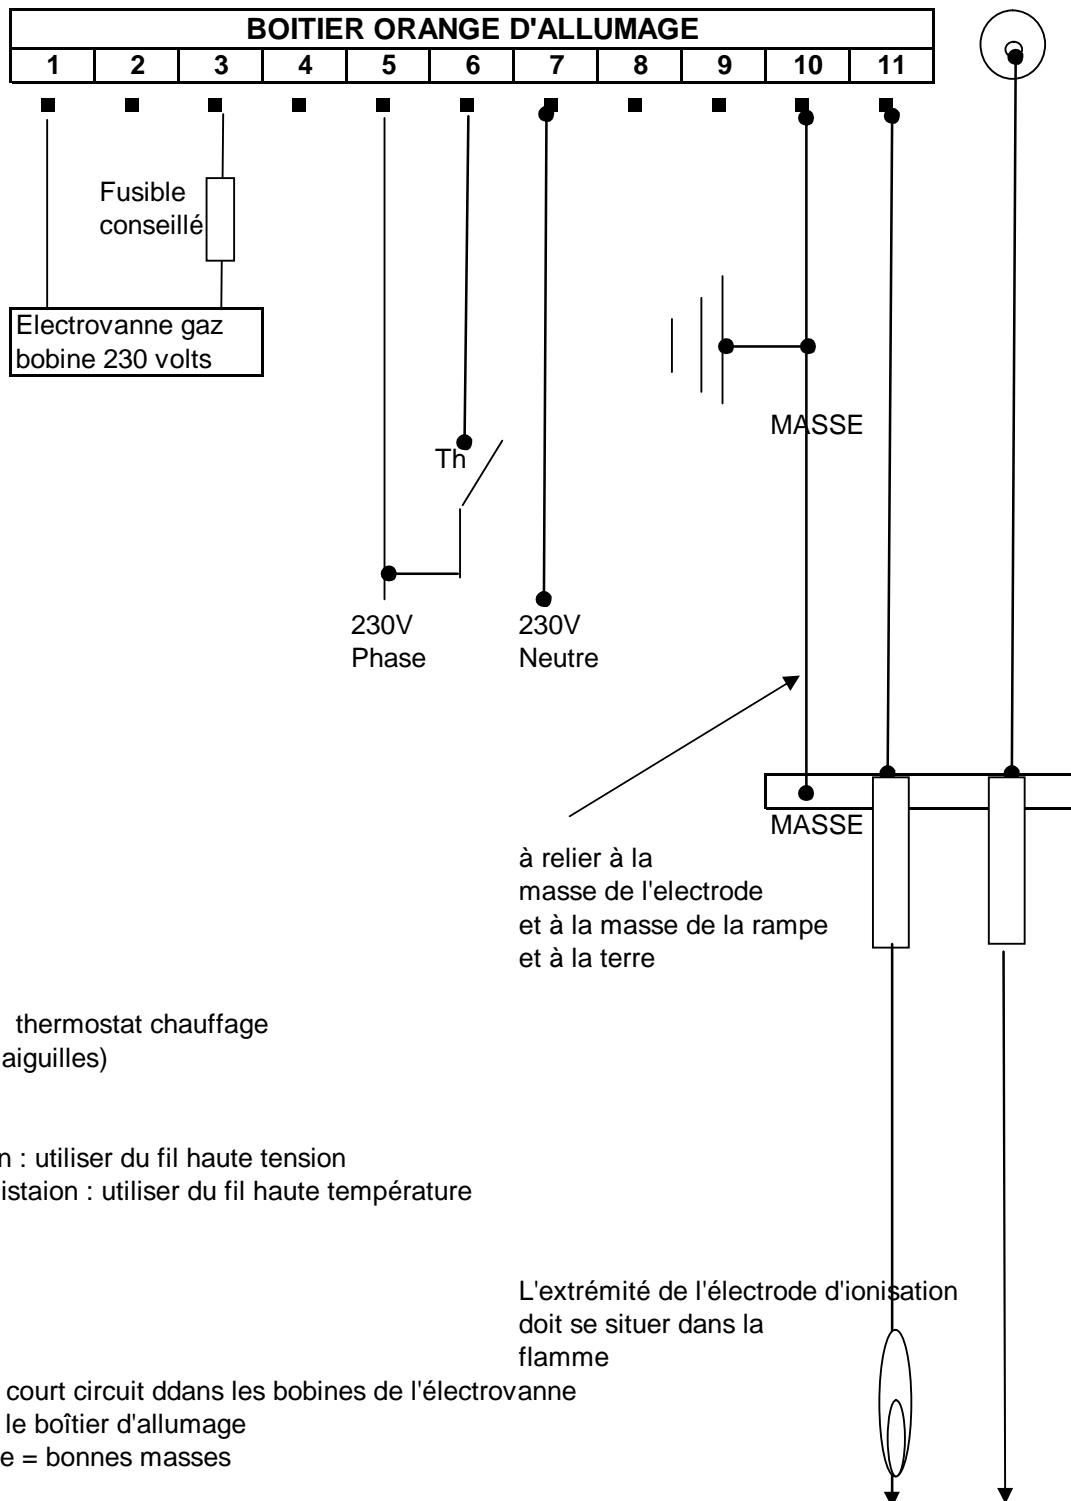 BOITIER ORANGE D'ALLUMAGE
1 2 3 4 5 6 7 8 9 10 11
Fusible
conseillé
Electrovanne gaz
bobine 230 volts
MASSE
Th
230V
Phase
230V
Neutre
MASSE
à relier à la
masse de l'electrode
et à la masse de la rampe
et à la terre
thermostat chauffage
aiguilles)
n : utiliser du fil haute tension
istaion : utiliser du fil haute température
L'extrémité de l'électrode d'ionisation
doit se situer dans la
flamme
court circuit ddans les bobines de l'électrovanne
le boîtier d'allumage
e = bonnes masses